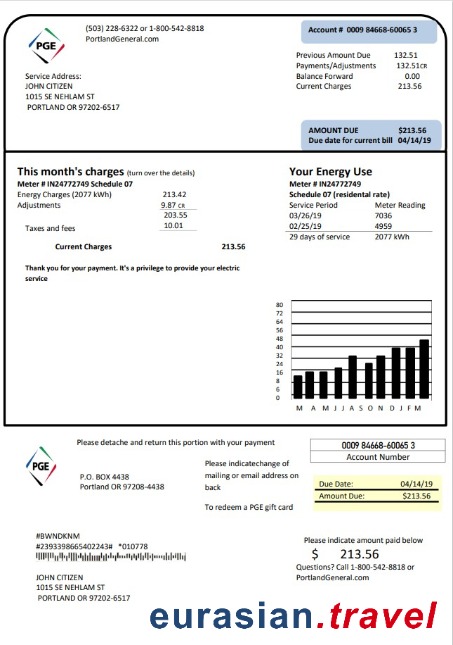 (503) 228-6322 or 1-800-542-8818
PortlandGeneral.com
PGE
Account # 0009 84668-60065 3
Previous Amount Due 132.51
Payments/Adjustments 132.51CR
Balance Forward 0.00
Current Charges 213.56
Service Address:
JOHN CITIZEN
1015 SE NEHLAM ST
PORTLAND OR 97202-6517
AMOUNT DUE $213.56
Due date for current bill 04/14/19
This month's charges (turn over the details)
Meter # IN24772749 Schedule 07
Energy Charges (2077 kWh) 213.42
Adjustments 9.87 CR
203.55
Taxes and fees 10.01
Current Charges 213.56
Thank you for your payment. It's a privilege to provide your electric
service
Your Energy Use
Meter # IN24772749
Schedule 07 (residental rate)
Service Period Meter Reading
03/26/19 7036
02/25/19 4959
29 days of service 2077 kWh
80
72
64
56
48
40
32
24
16
8
6
0
M A M J J A S O N D J F M
Please detache and return this portion with your payment
PGE
P.O. BOX 4438
Portland OR 97208-4438
Please indicatechange of
mailing or email address on
back
To redeem a PGE gift card
0009 84668-60065 3
Account Number
Due Date: 04/14/19
Amount Due: $213.56
#BWNDKNM
#2393398665402243# *010778
Please indicate amount paid below
$ 213.56
Questions? Call 1-800-542-8818 or
PortlandGeneral.com
JOHN CITIZEN
1015 SE NEHLAM ST
PORTLAND OR 97202-6517
eurasian.travel